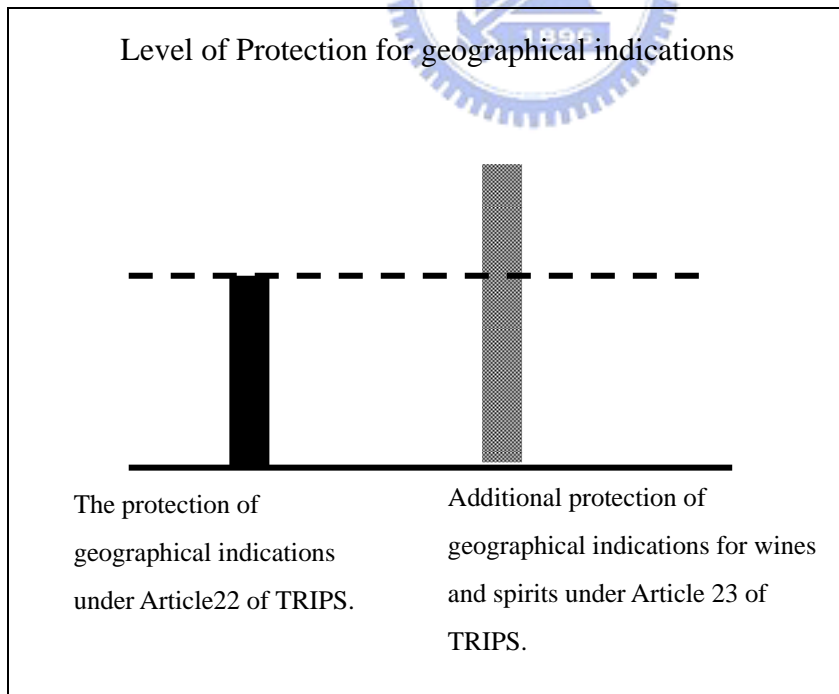 1896
Level of Protection for geographical indications
The protection of
geographical indications
under Article22 of TRIPS.
Additional protection of
geographical indications for wines
and spirits under Article 23 of
TRIPS.